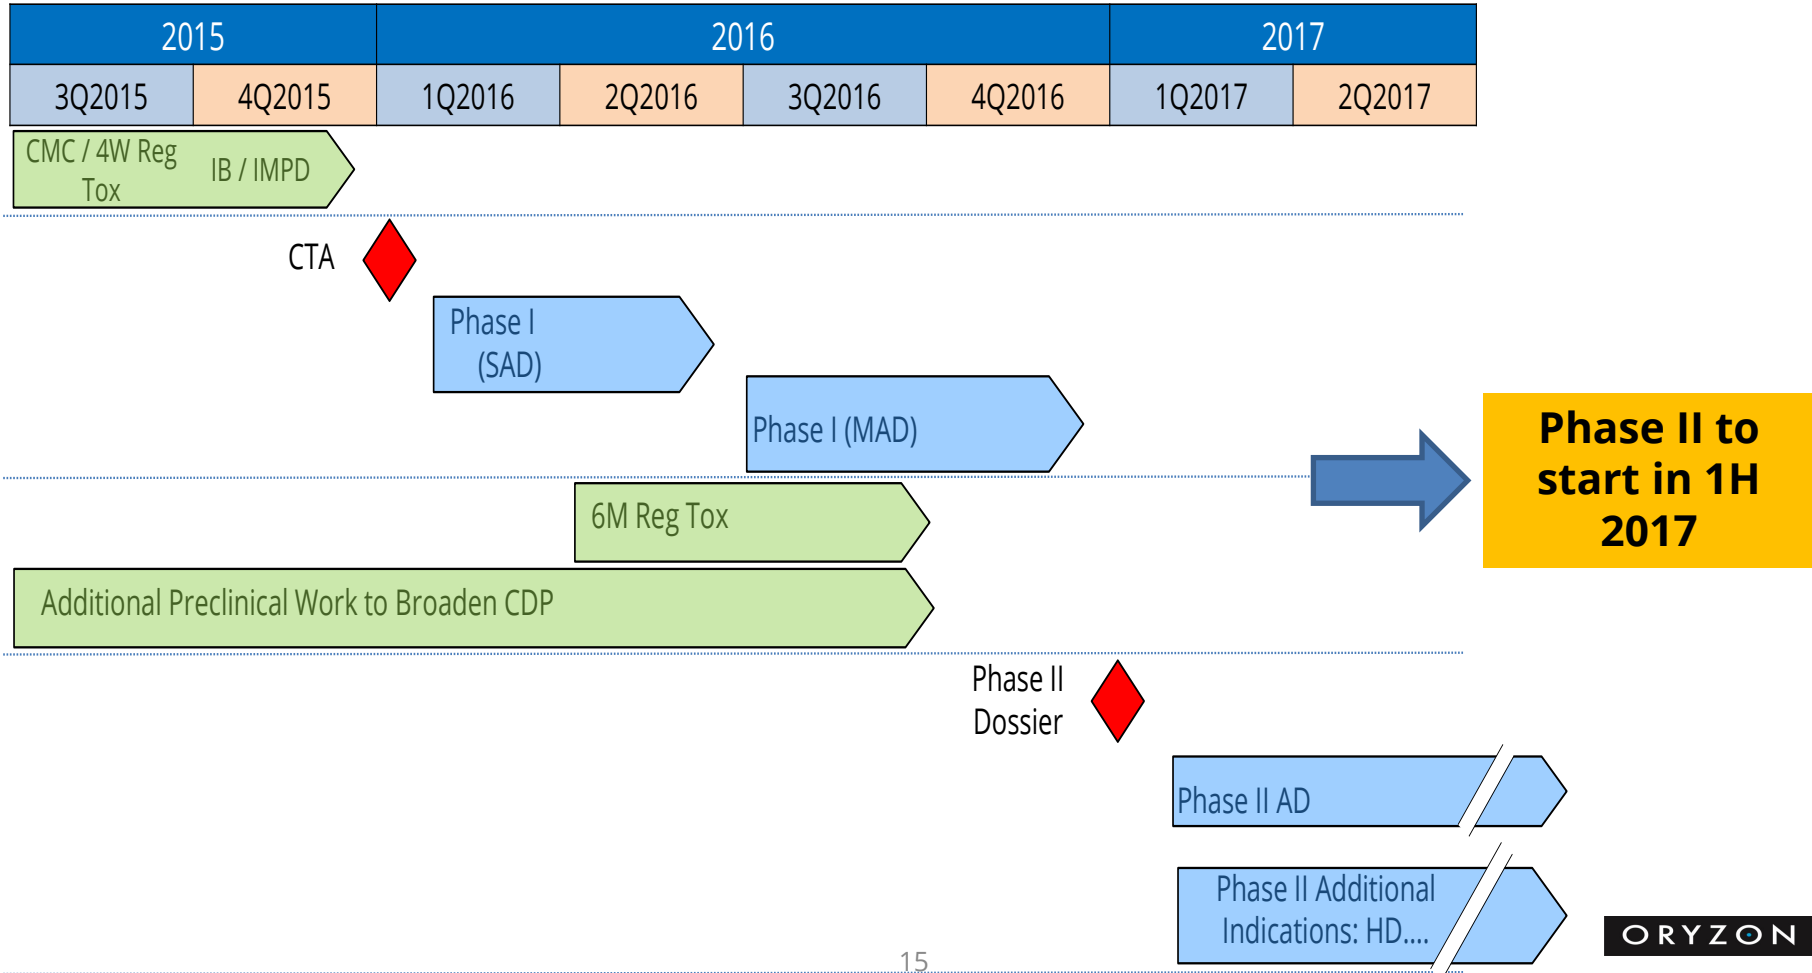 2015 2016 2017
3Q2015 4Q2015 1Q2016 2Q2016 3Q2016 4Q2016 1Q2017 2Q2017
CMC / 4W Reg
Tox
IB / IMPD
CTA
Phase I
(SAD)
Phase I (MAD)
Phase II to
start in 1H
2017
6M Reg Tox
Additional Preclinical Work to Broaden CDP
Phase II
Dossier
Phase II AD
Phase II Additional
Indications: HD....
ORYZON
15